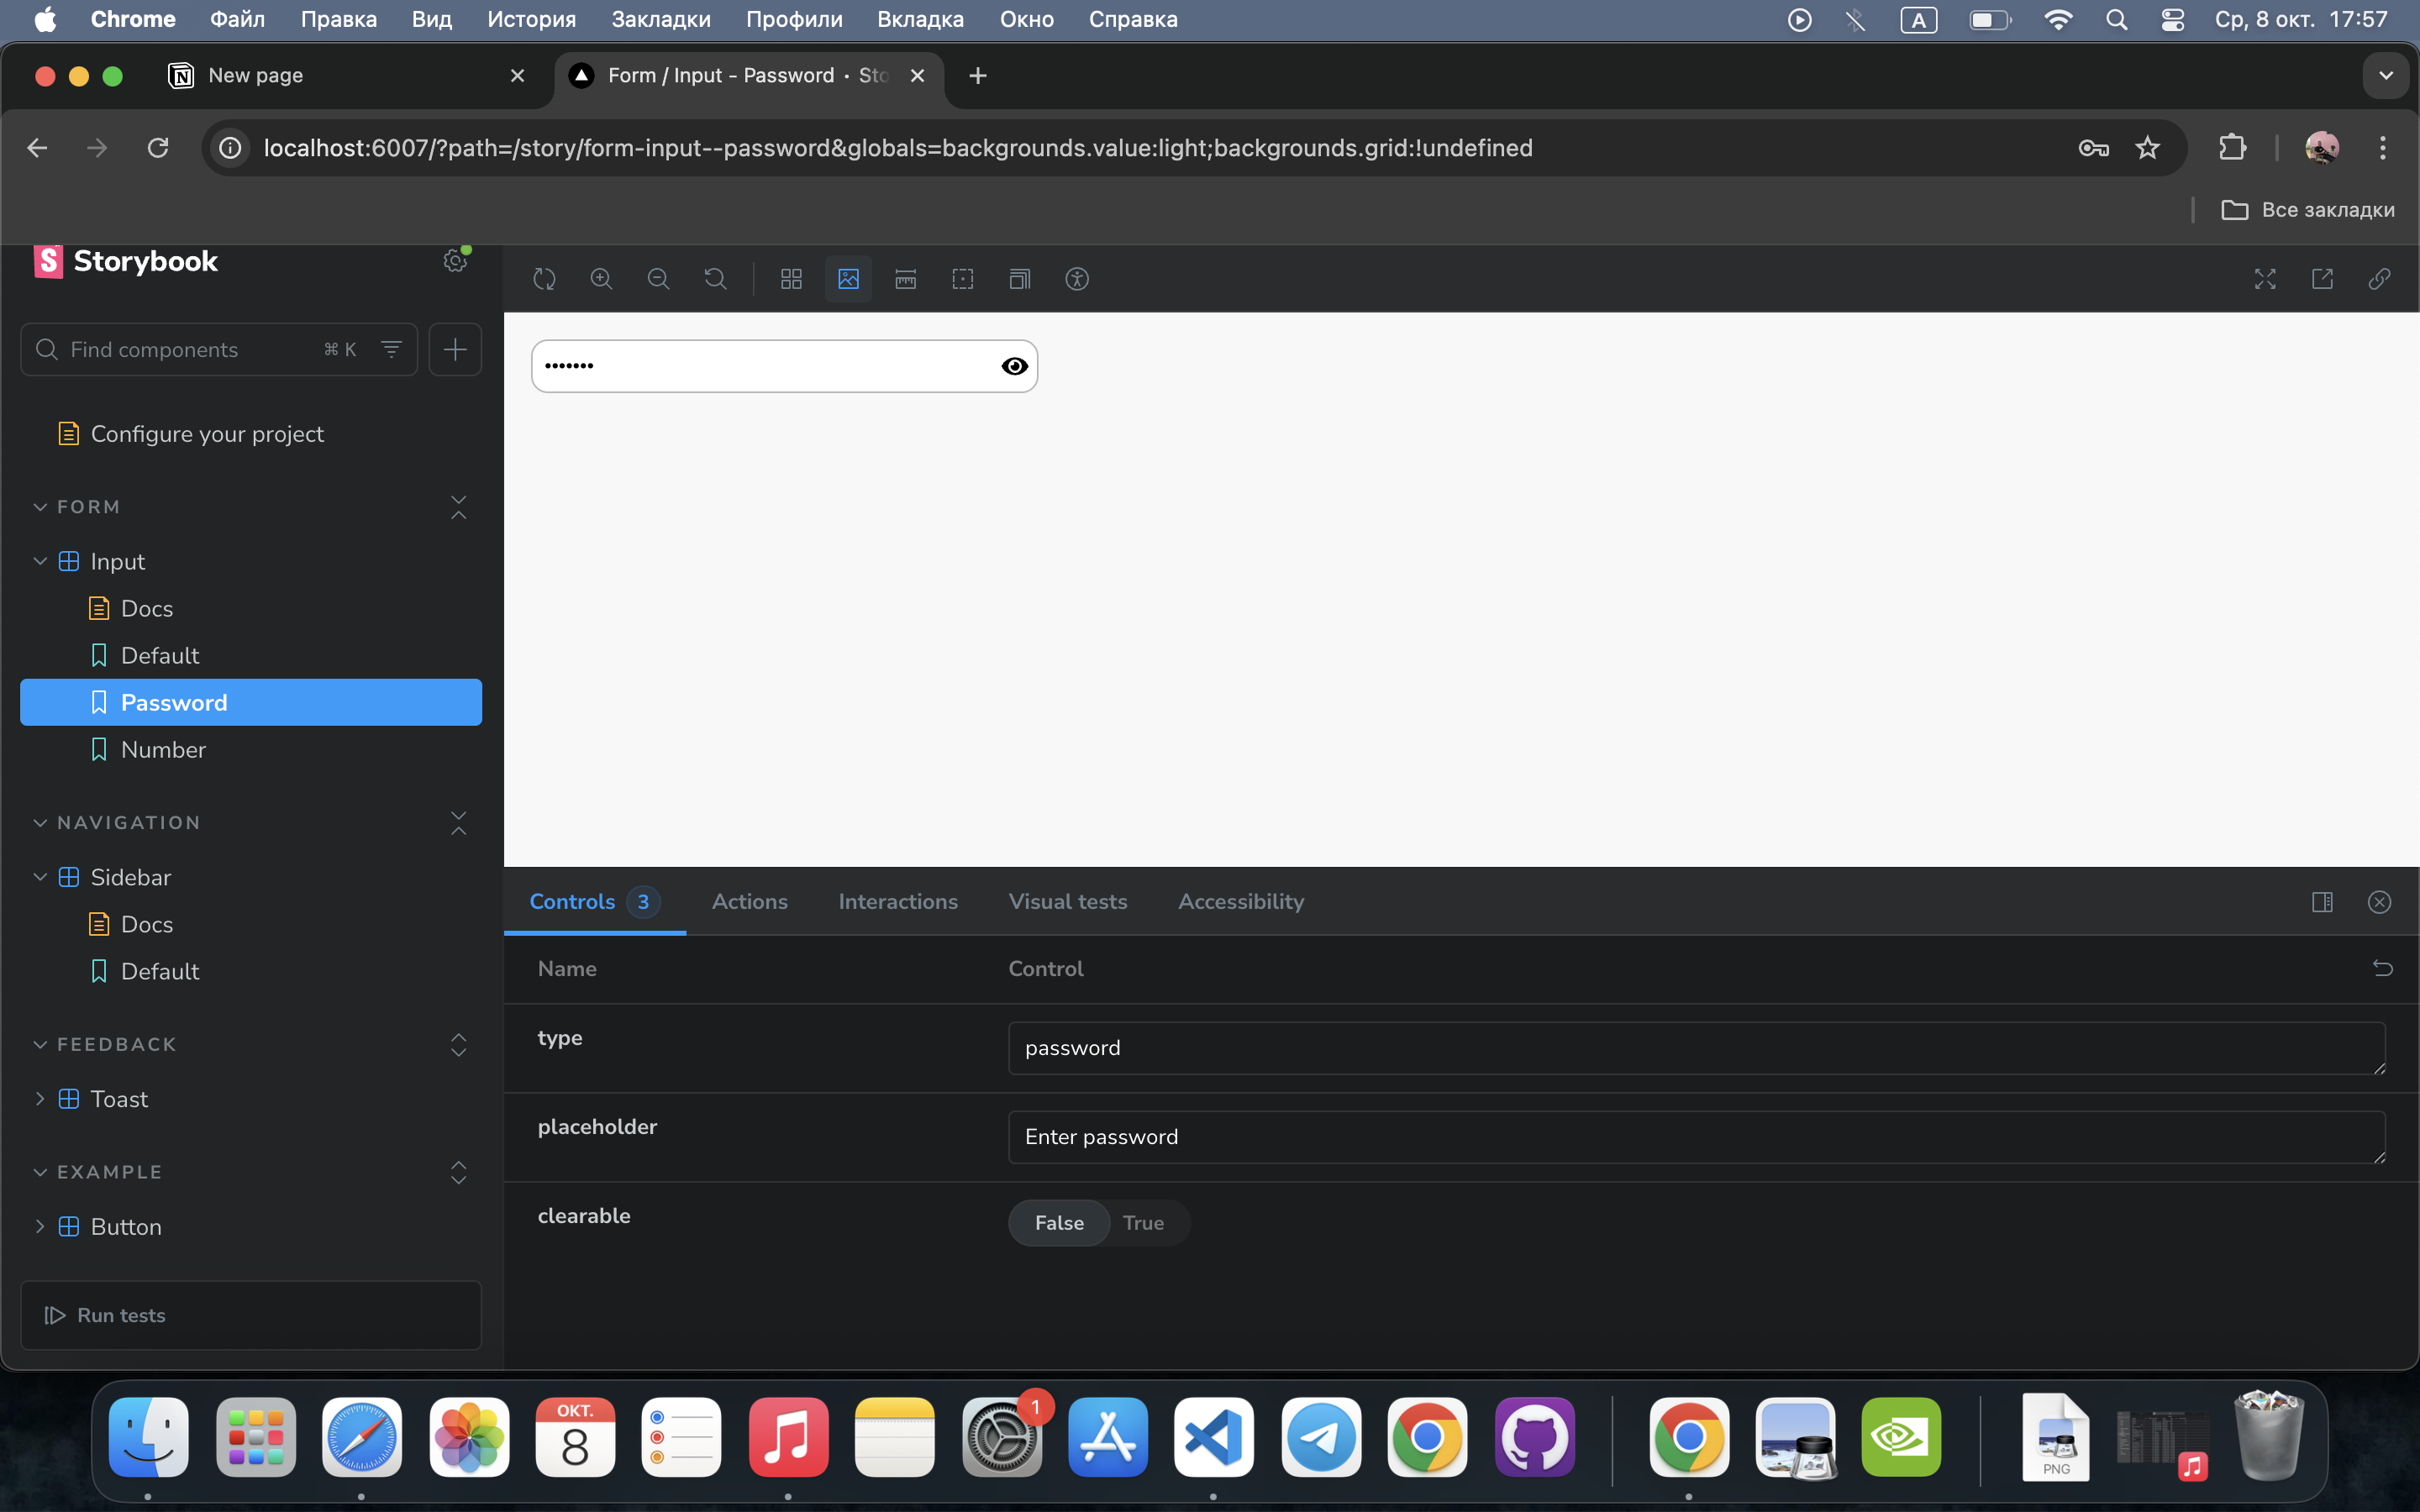 Chrome Файл Правка Вид История Закладки Профили Вкладка Окно Справка A Ср, 8 окт. 17:57
New page Form / Input - Password · Sto
localhost:6007/?path=/story/form-input--password&globals=backgrounds.value:light;backgrounds.grid:!undefined
Все закладки
S Storybook
Find components ⌘ K
Configure your project
FORM
Input
Docs
Default
Password
Number
NAVIGATION
Sidebar
Docs
Default
FEEDBACK
Toast
EXAMPLE
Button
Run tests
•••••••
Controls 3 Actions Interactions Visual tests Accessibility
Name Control
type password
placeholder Enter password
clearable False True
ОКТ.
8
1
PNG